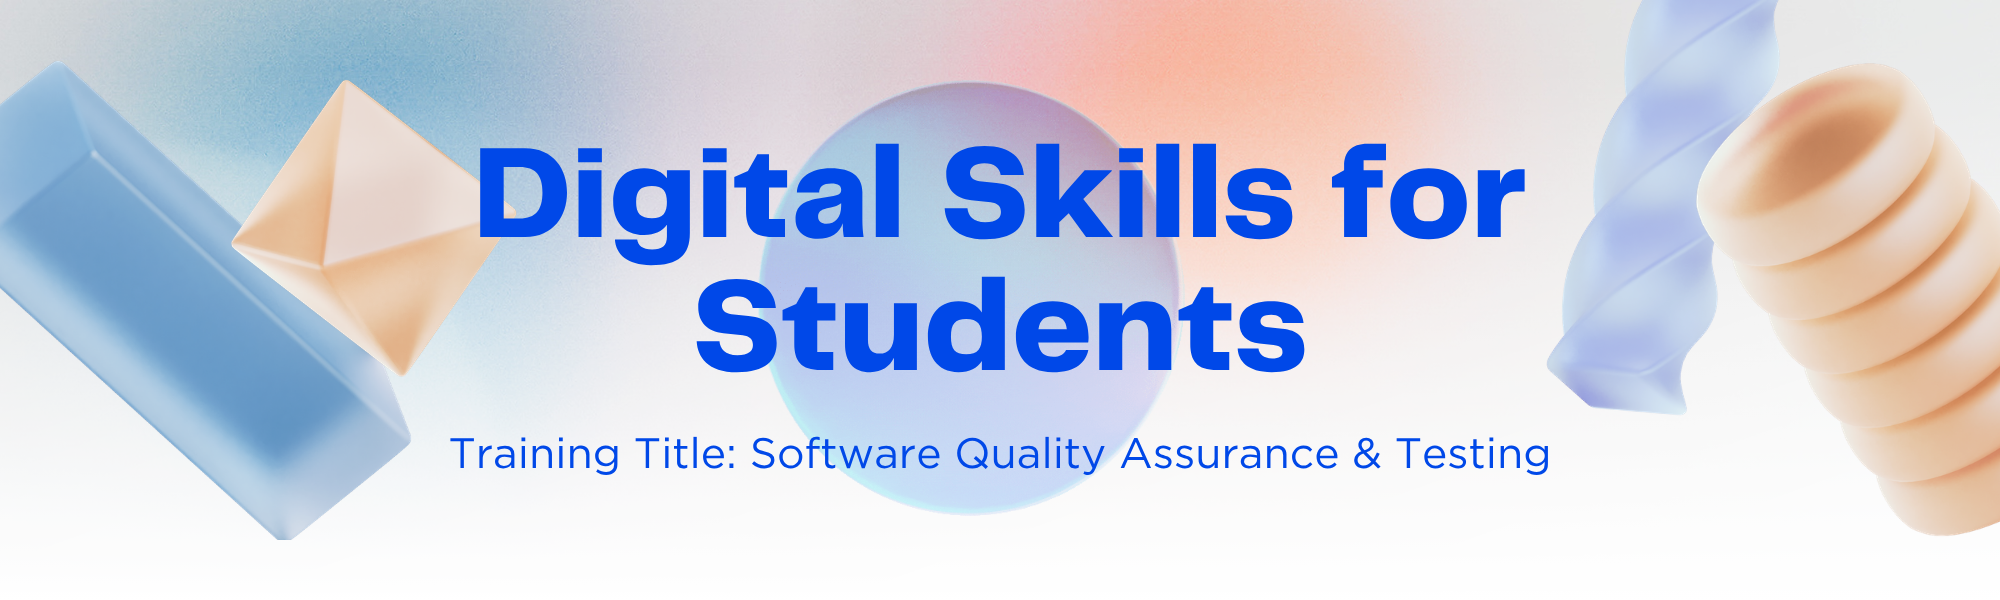 Digital Skills for
Students
Training Title: Software Quality Assurance & Testing